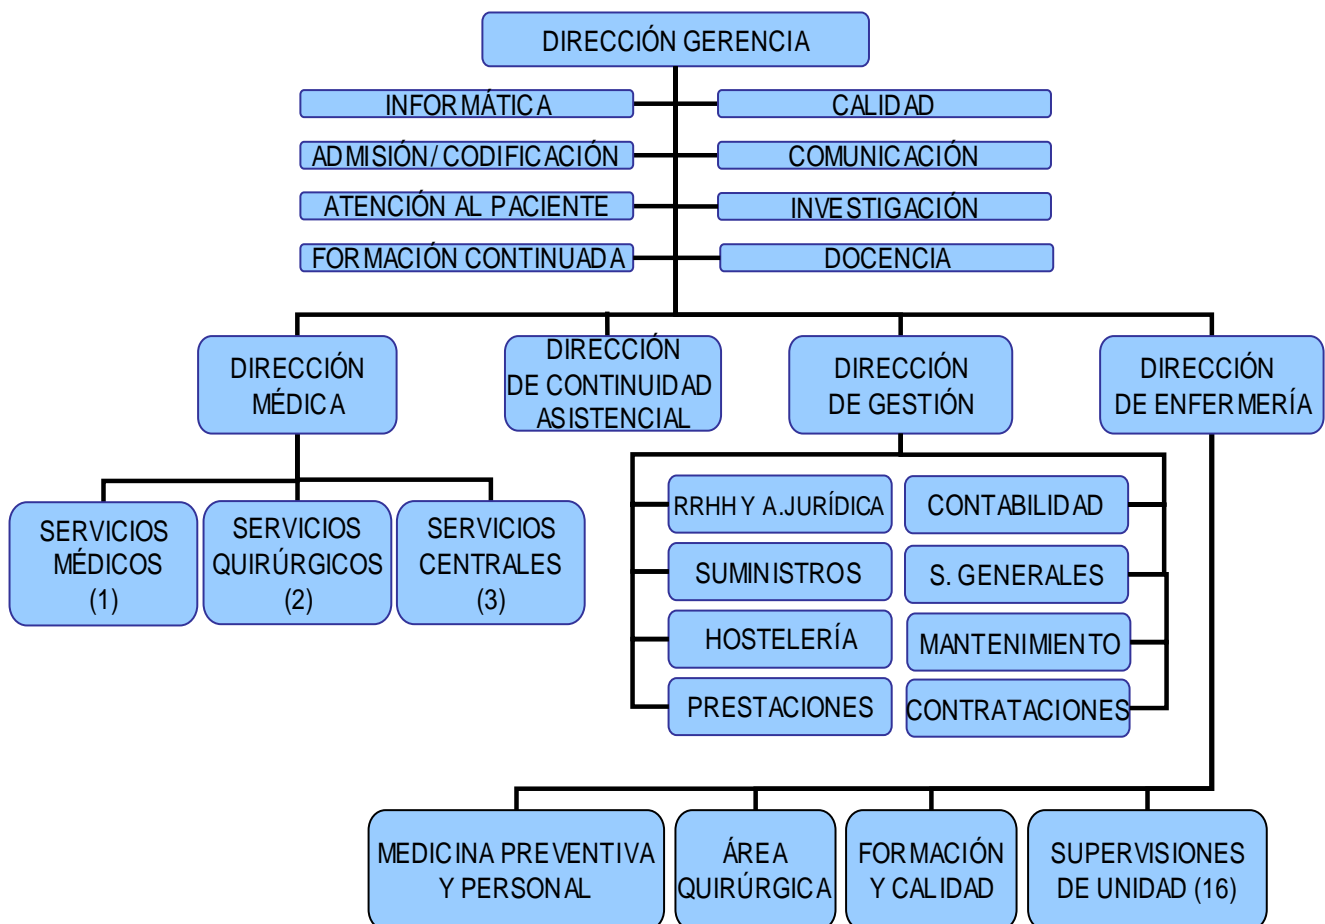 DIRECCIÓN GERENCIA
INFORMÁTICA
CALIDAD
ADMISIÓN/CODIFICACIÓN
COMUNICACIÓN
ATENCIÓN AL PACIENTE
INVESTIGACIÓN
FORMACIÓN CONTINUADA
DOCENCIA
DIRECCIÓN
MÉDICA
DIRECCIÓN
DE CONTINUIDAD
ASISTENCIAL
DIRECCIÓN
DE GESTIÓN
DIRECCIÓN
DE ENFERMERÍA
SERVICIOS
MÉDICOS
(1)
SERVICIOS
QUIRÚRGICOS
(2)
SERVICIOS
CENTRALES
(3)
RRHH Y A.JURÍDICA
CONTABILIDAD
SUMINISTROS
S. GENERALES
HOSTELERÍA
MANTENIMIENTO
PRESTACIONES
CONTRATACIONES
MEDICINA PREVENTIVA
Y PERSONAL
ÁREA
QUIRÚRGICA
FORMACIÓN
Y CALIDAD
SUPERVISIONES
DE UNIDAD (16)